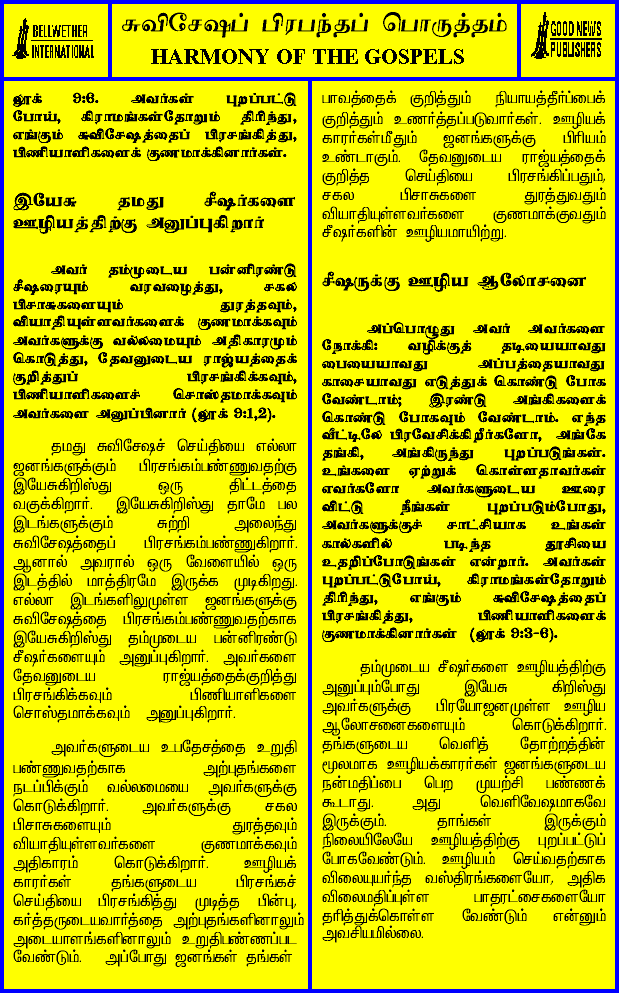 BELLWETHER
INTERNATIONAL
சுவிசேஷப் பிரபந்தப் பொருத்தம்
HARMONY OF THE GOSPELS
GOOD NEWS
PUBLISHERS
லூக் 9:6. அவர்கள் புறப்பட்டு
போய், கிராமங்கள்தோறும் திரிந்து,
எங்கும் சுவிசேஷத்தைப் பிரசங்கித்து,
பிணியாளிகளைக் குணமாக்கினார்கள்.
இயேசு தமது சீஷர்களை
ஊழியத்திற்கு அனுப்புகிறார்
அவர் தம்முடைய பன்னிரண்டு
சீஷரையும் வரவழைத்து, சகல
பிசாசுகளையும் துரத்தவும்,
வியாதியுள்ளவர்களைக் குணமாக்கவும்
அவர்களுக்கு வல்லமையும் அதிகாரமும்
கொடுத்து, தேவனுடைய ராஜ்யத்தைக்
குறித்துப் பிரசங்கிக்கவும்,
பிணியாளிகளைச் சொஸ்தமாக்கவும்
அவர்களை அனுப்பினார் (லூக் 9:1,2).
தமது சுவிசேஷச் செய்தியை எல்லா
ஜனங்களுக்கும் பிரசங்கம்பண்ணுவதற்கு
இயேசுகிறிஸ்து ஒரு திட்டத்தை
வகுக்கிறார். இயேசுகிறிஸ்து தாமே பல
இடங்களுக்கும் சுற்றி அலைந்து
சுவிசேஷத்தைப் பிரசங்கம்பண்ணுகிறார்.
ஆனால் அவரால் ஒரு வேளையில் ஒரு
இடத்தில் மாத்திரமே இருக்க முடிகிறது.
எல்லா இடங்களிலுமுள்ள ஜனங்களுக்கு
சுவிசேஷத்தை பிரசங்கம்பண்ணுவதற்காக
இயேசுகிறிஸ்து தம்முடைய பன்னிரண்டு
சீஷர்களையும் அனுப்புகிறார். அவர்களை
தேவனுடைய ராஜ்யத்தைக்குறித்து
பிரசங்கிக்கவும் பிணியாளிகளை
சொஸ்தமாக்கவும் அனுப்புகிறார்.
அவர்களுடைய உபதேசத்தை உறுதி
பண்ணுவதற்காக அற்புதங்களை
நடப்பிக்கும் வல்லமையை அவர்களுக்கு
கொடுக்கிறார். அவர்களுக்கு சகல
பிசாசுகளையும் துரத்தவும்
வியாதியுள்ளவர்களை குணமாக்கவும்
அதிகாரம் கொடுக்கிறார். ஊழியக்
காரர்கள் தங்களுடைய பிரசங்கச்
செய்தியை பிரசங்கித்து முடித்த பின்பு,
கர்த்தருடையவார்த்தை அற்புதங்களினாலும்
அடையாளங்களினாலும் உறுதிபண்ணப்பட
வேண்டும். அப்போது ஜனங்கள் தங்கள்
பாவத்தைக் குறித்தும் நியாயத்தீர்ப்பைக்
குறித்தும் உணர்த்தப்படுவார்கள். ஊழியக்
காரர்கள்மீதும் ஜனங்களுக்கு பிரியம்
உண்டாகும். தேவனுடைய ராஜ்யத்தைக்
குறித்த செய்தியை பிரசங்கிப்பதும்,
சகல பிசாசுகளை துரத்துவதும்
வியாதியுள்ளவர்களை குணமாக்குவதும்
சீஷர்களின் ஊழியமாயிற்று.
சீஷருக்கு ஊழிய ஆலோசனை
அப்பொழுது அவர் அவர்களை
நோக்கி: வழிக்குத் தடியையாவது
பையையாவது அப்பத்தையாவது
காசையாவது எடுத்துக் கொண்டு போக
வேண்டாம்; இரண்டு அங்கிகளைக்
கொண்டு போகவும் வேண்டாம். எந்த
வீட்டிலே பிரவேசிக்கிறீர்களோ, அங்கே
தங்கி, அங்கிருந்து புறப்படுங்கள்.
உங்களை ஏற்றுக் கொள்ளதாவர்கள்
எவர்களோ அவர்களுடைய ஊரை
விட்டு நீங்கள் புறப்படும்போது,
அவர்களுக்குச் சாட்சியாக உங்கள்
கால்களில் படிந்த தூசியை
உதறிப்போடுங்கள் என்றார். அவர்கள்
புறப்பட்டுபோய், கிராமங்கள்தோறும்
திரிந்து, எங்கும் சுவிசேஷத்தைப்
பிரசங்கித்து, பிணியாளிகளைக்
குணமாக்கினார்கள் (லூக் 9:3-6).
தம்முடைய சீஷர்களை ஊழியத்திற்கு
அனுப்பும்போது இயேசு கிறிஸ்து
அவர்களுக்கு பிரயோஜனமுள்ள ஊழிய
ஆலோசனைகளையும் கொடுக்கிறார்.
தங்களுடைய வெளித் தோற்றத்தின்
மூலமாக ஊழியக்காரர்கள் ஜனங்களுடைய
நன்மதிப்பை பெற முயற்சி பண்ணக்
கூடாது. அது வெளிவேஷமாகவே
இருக்கும். தாங்கள் இருக்கும்
நிலையிலேயே ஊழியத்திற்கு புறப்பட்டுப்
போகவேண்டும். ஊழியம் செய்வதற்காக
விலையுயர்ந்த வஸ்திரங்களையோ, அதிக
விலைமதிப்புள்ள பாதரட்சைகளையோ
தரித்துக்கொள்ள வேண்டும் என்னும்
அவசியமில்லை.